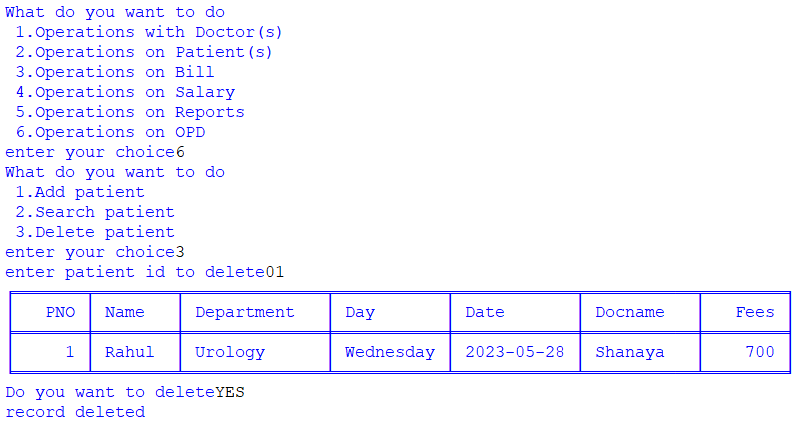 What do you want to do
1.Operations with Doctor(s)
2.Operations on Patient(s)
3.Operations on Bill
4.Operations on Salary
5.Operations on Reports
6.Operations on OPD
enter your choice6
What do you want to do
1.Add patient
2.Search patient
3.Delete patient
enter your choice3
enter patient id to delete01
PNO Name Department Day Date Docname Fees
1 Rahul Urology Wednesday 2023-05-28 Shanaya 700
Do you want to deleteYES
record deleted